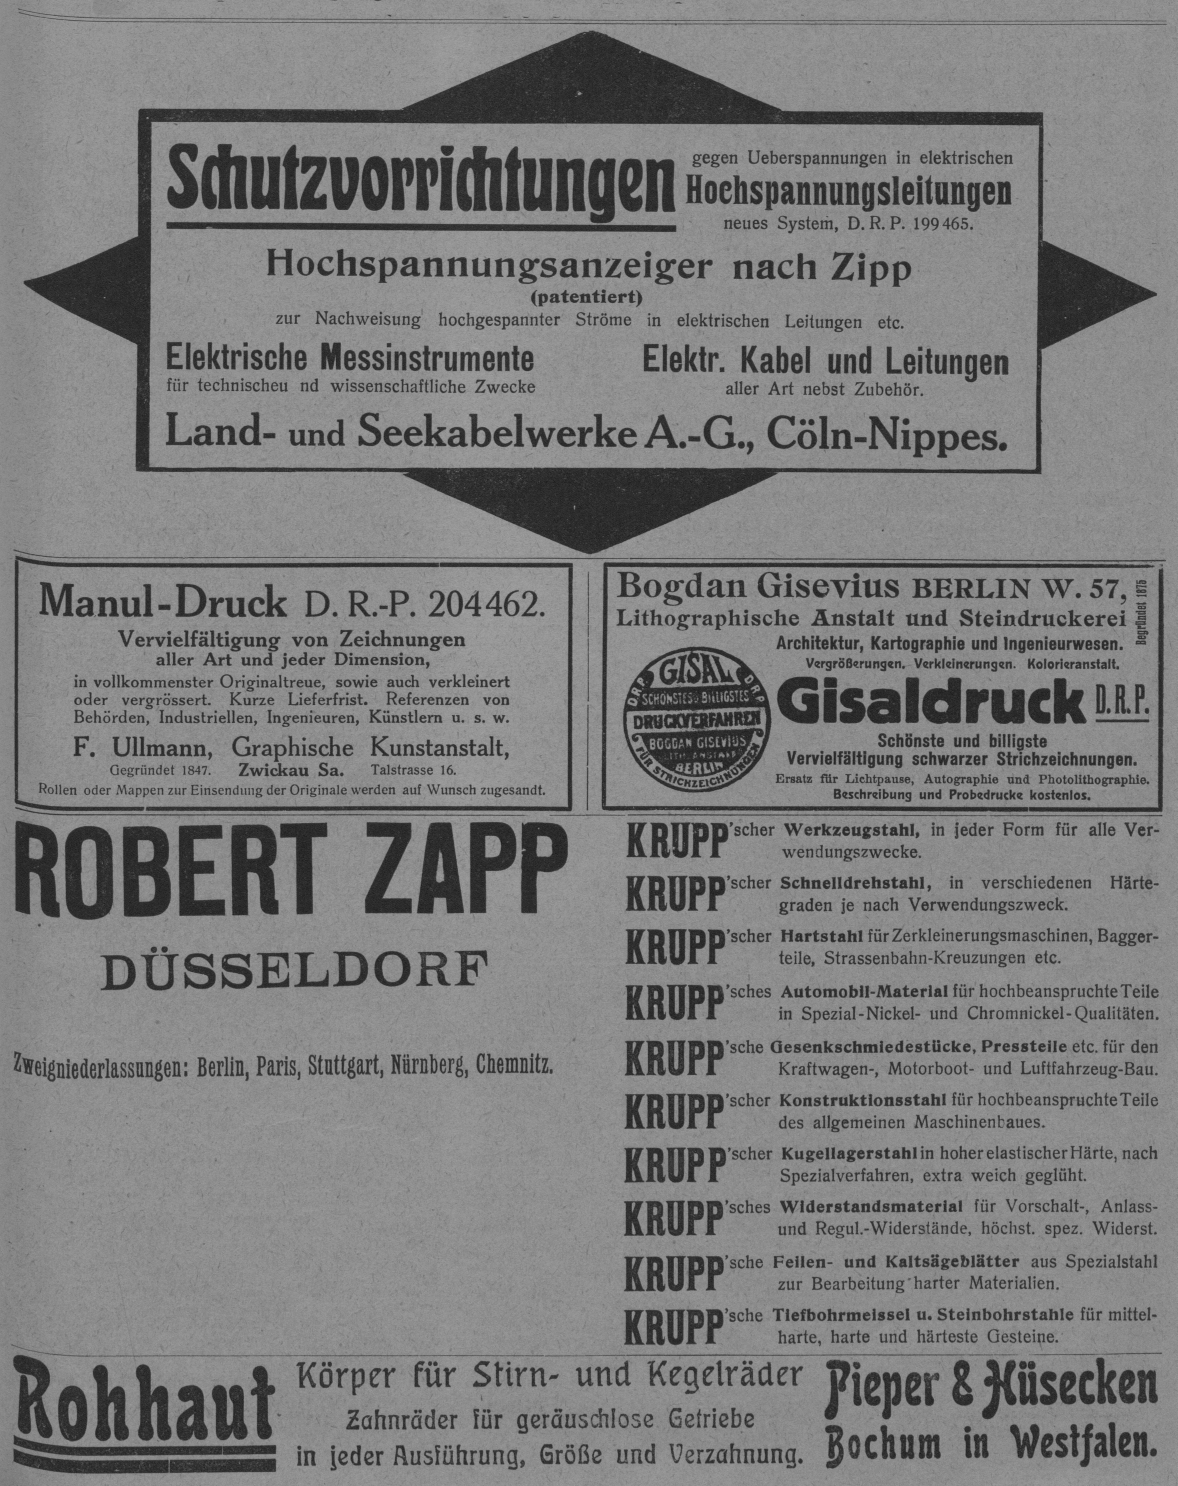 Schutzvorrichtungen
gegen Ueberspannungen in elektrischen
Hochspannungsleitungen
neues System, D. R. P. 199465.
Hochspannungsanzeiger nach Zipp
(patentiert)
zur Nachweisung hochgespannter Ströme in elektrischen Leitungen etc.
Elektrische Messinstrumente
für technischeu nd wissenschaftliche Zwecke
Elektr. Kabel und Leitungen
aller Art nebst Zubehör.
Land- und Seekabelwerke A.-G., Cöln-Nippes.
Manul-Druck D. R.-P. 204462.
Vervielfältigung von Zeichnungen
aller Art und jeder Dimension,
in vollkommenster Originaltreue, sowie auch verkleinert
oder vergrössert. Kurze Lieferfrist. Referenzen von
Behörden, Industriellen, Ingenieuren, Künstlern u. s. w.
F. Ullmann, Graphische Kunstanstalt,
Gegründet 1847. Zwickau Sa. Talstrasse 16.
Rollen oder Mappen zur Einsendung der Originale werden auf Wunsch zugesandt.
Bogdan Gisevius BERLIN W. 57,
Begründet 1875
Lithographische Anstalt und Steindruckerei
Architektur, Kartographie und Ingenieurwesen.
Vergrößerungen. Verkleinerungen. Kolorieranstalt.
GISAL
D.R.P.
D.R.P.
SCHÖNSTES u. BILLIGSTES
DRUCKVERFAHREN
BOGDAN GISEVIUS
LITH. ANSTALT
BERLIN
FÜR STRICHZEICHNUNGEN
Gisaldruck D.R.P.
Schönste und billigste
Vervielfältigung schwarzer Strichzeichnungen.
Ersatz für Lichtpause, Autographie und Photolithographie.
Beschreibung und Probedrucke kostenlos.
ROBERT ZAPP
DÜSSELDORF
Zweigniederlassungen: Berlin, Paris, Stuttgart, Nürnberg, Chemnitz.
KRUPP'scher Werkzeugstahl, in jeder Form für alle Ver-
wendungszwecke.
KRUPP'scher Schnelldrehstahl, in verschiedenen Härte-
graden je nach Verwendungszweck.
KRUPP'scher Hartstahl für Zerkleinerungsmaschinen, Bagger-
teile, Strassenbahn-Kreuzungen etc.
KRUPP'sches Automobil-Material für hochbeanspruchte Teile
in Spezial-Nickel- und Chromnickel-Qualitäten.
KRUPP'sche Gesenkschmiedestücke, Pressteile etc. für den
Kraftwagen-, Motorboot- und Luftfahrzeug-Bau.
KRUPP'scher Konstruktionsstahl für hochbeanspruchte Teile
des allgemeinen Maschinenbaues.
KRUPP'scher Kugellagerstahl in hoher elastischer Härte, nach
Spezialverfahren, extra weich geglüht.
KRUPP'sches Widerstandsmaterial für Vorschalt-, Anlass-
und Regul.-Widerstände, höchst. spez. Widerst.
KRUPP'sche Feilen- und Kaltsägeblätter aus Spezialstahl
zur Bearbeitung harter Materialien.
KRUPP'sche Tiefbohrmeissel u. Steinbohrstahle für mittel-
harte, harte und härteste Gesteine.
Rohhaut
Körper für Stirn- und Kegelräder
Zahnräder für geräuschlose Getriebe
in jeder Ausführung, Größe und Verzahnung.
Pieper & Hüsecken
Bochum in Westfalen.